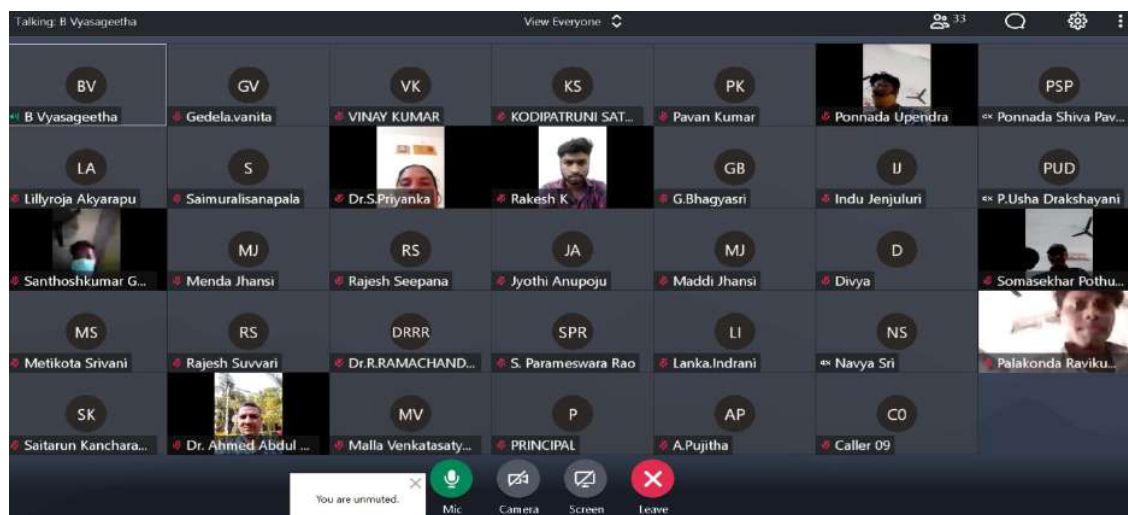 Talking: B Vyasageetha View Everyone 33
BV GV VK KS PK PSP
B Vyasageetha Gedela.vanita VINAY KUMAR KODIPATRUNI SAT... Pavan Kumar Ponnada Upendra Ponnada Shiva Pav...
LA S GB IJ PUD
Lillyroja Akyarapu Saimuralisanapala Dr.S.Priyanka Rakesh K G.Bhagyasri Indu Jenjuluri P.Usha Drakshayani
MJ RS JA MJ D
Santhoshkumar G... Menda Jhansi Rajesh Seepana Jyothi Anupoju Maddi Jhansi Divya Somasekhar Pothu...
MS RS DRRR SPR LI NS
Metikota Srivani Rajesh Suvvari Dr.R.RAMACHAND... S. Parameswara Rao Lanka.Indrani Navya Sri Palakonda Raviku...
SK MV P AP C0
Saitarun Kanchara... Dr. Ahmed Abdul ... Malla Venkatasaty... PRINCIPAL A.Pujitha Caller 09
You are unmuted.
Mic Camera Screen Leave